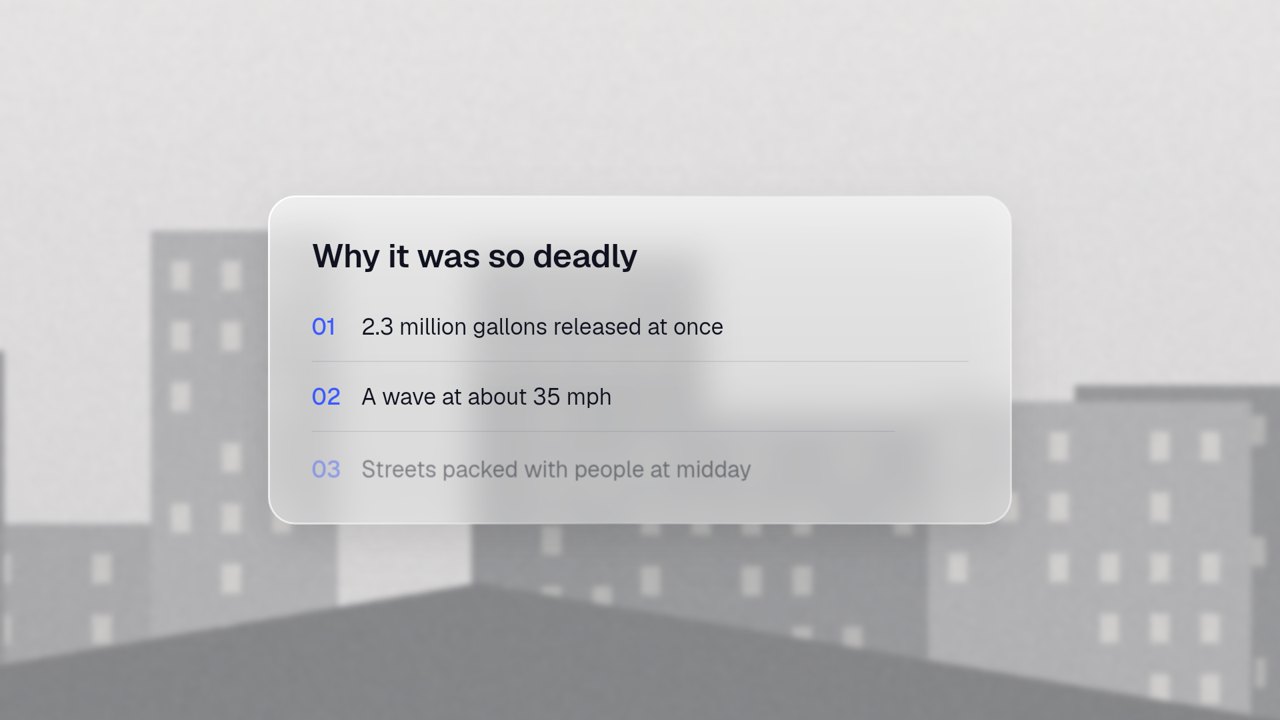 Why it was so deadly
01 2.3 million gallons released at once
02 A wave at about 35 mph
03 Streets packed with people at midday